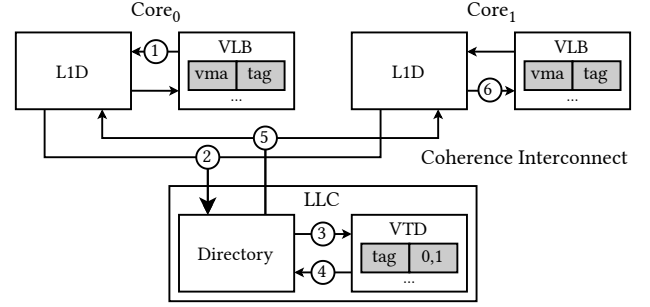 Core0 Core1
L1D 1 VLB L1D VLB
vma tag vma tag
6
... ...
5
2 Coherence Interconnect
LLC
Directory 3 VTD
tag 0,1
4
...